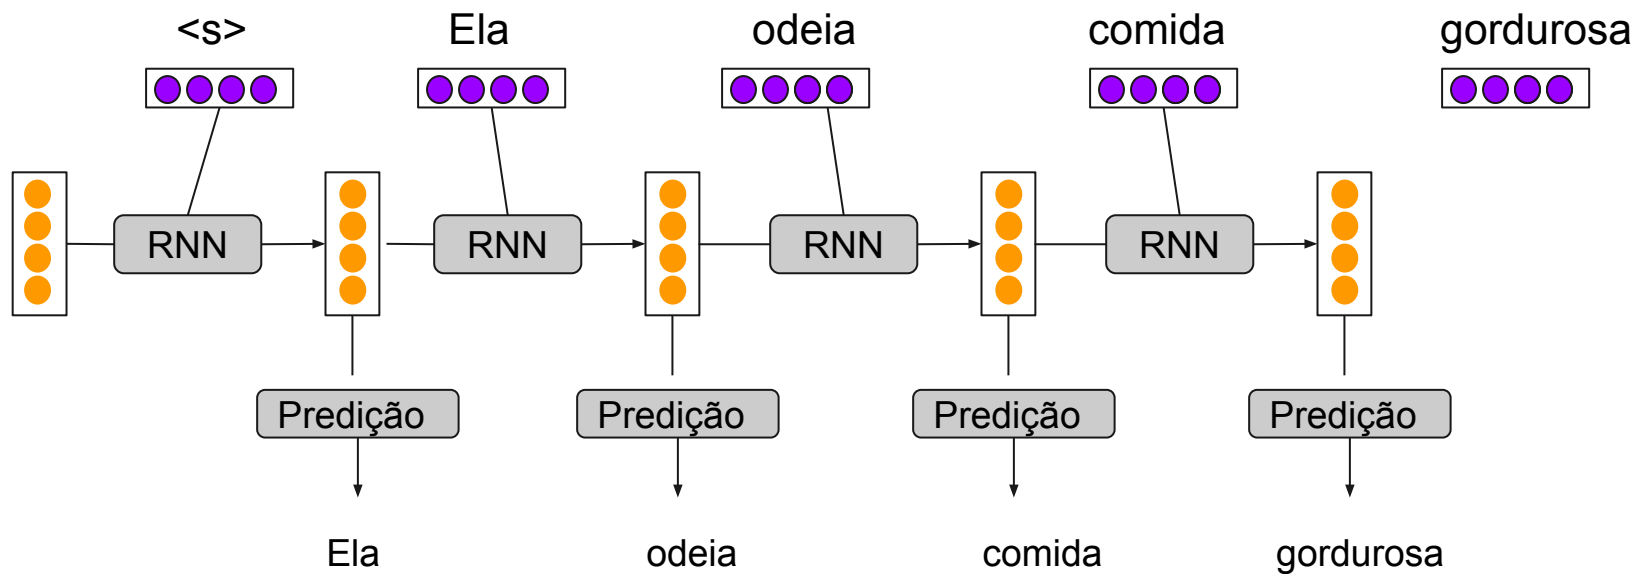 <s> Ela odeia comida gordurosa
RNN RNN RNN RNN
Predição Predição Predição Predição
Ela odeia comida gordurosa